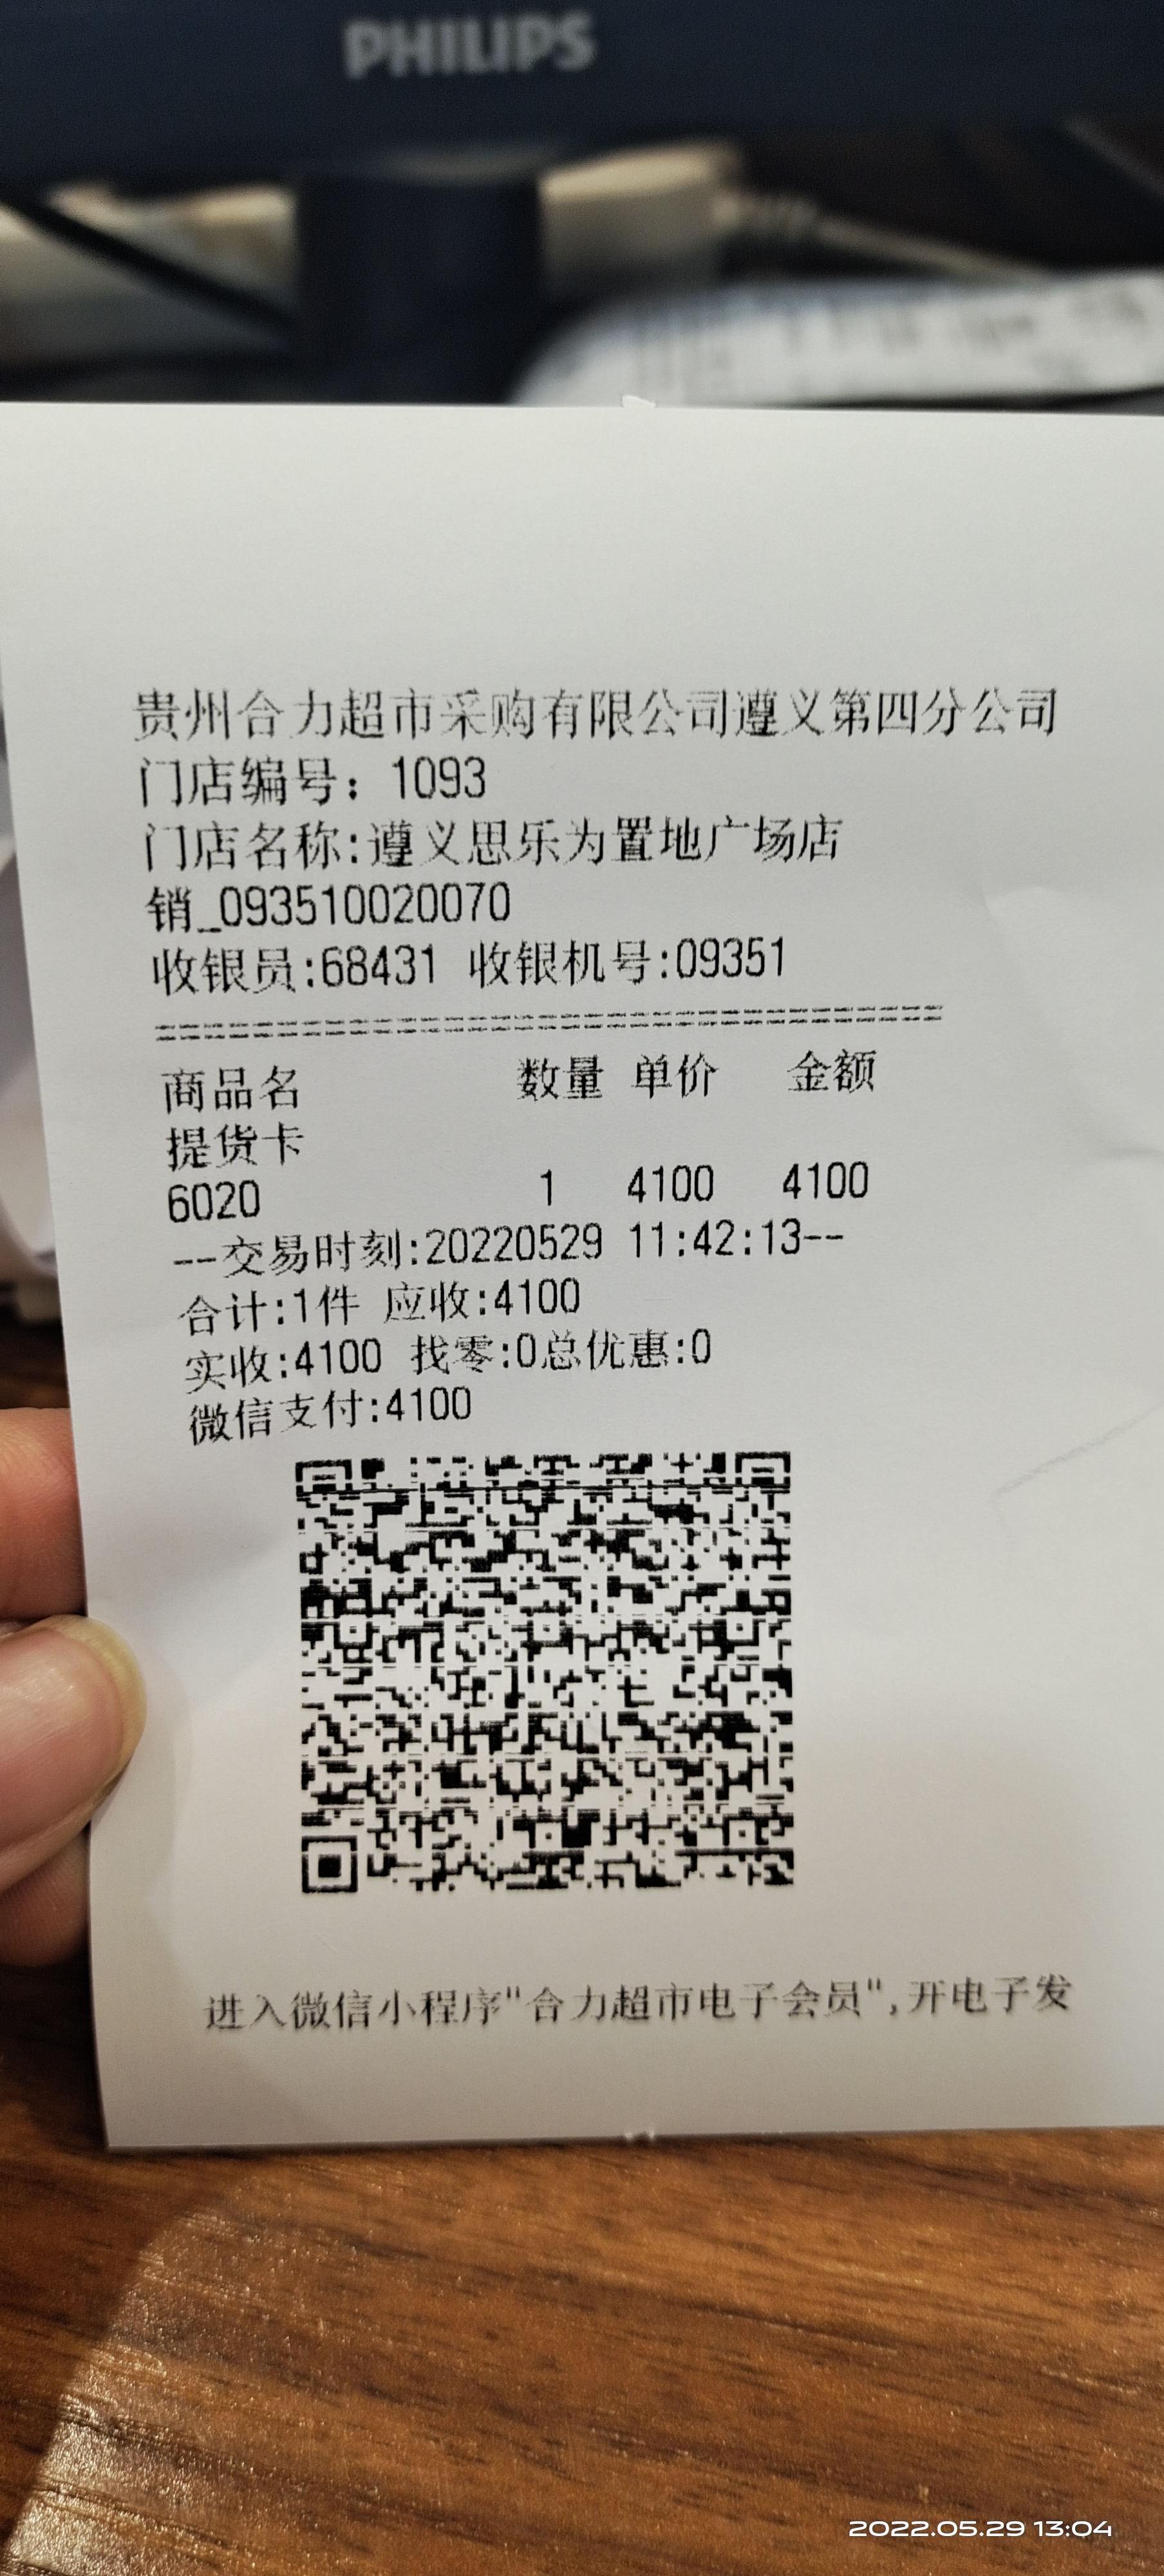 PHILIPS
贵州合力超市采购有限公司遵义第四分公司
门店编号：1093
门店名称:遵义思乐为置地广场店
销_093510020070
收银员:68431 收银机号:09351
================================
商品名 数量 单价 金额
提货卡
6020 1 4100 4100
--交易时刻:20220529 11:42:13--
合计:1件 应收:4100
实收:4100 找零:0总优惠:0
微信支付:4100
进入微信小程序"合力超市电子会员",开电子发
2022.05.29 13:04